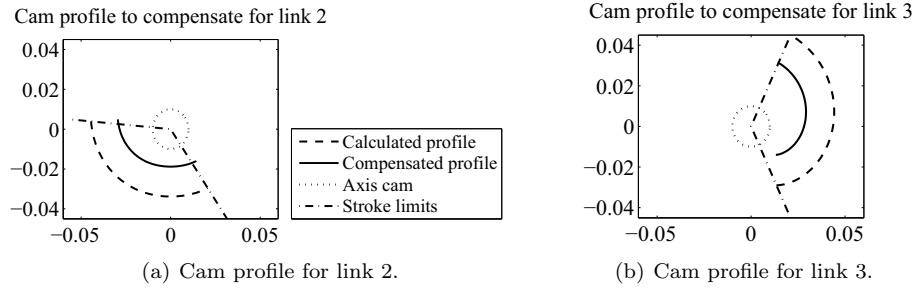 Cam profile to compensate for link 2
0.04
0.02
0
−0.02
−0.04
−0.05
0
0.05
Calculated profile
Compensated profile
Axis cam
Stroke limits
(a) Cam profile for link 2.
Cam profile to compensate for link 3
0.04
0.02
0
−0.02
−0.04
−0.05
0
0.05
(b) Cam profile for link 3.